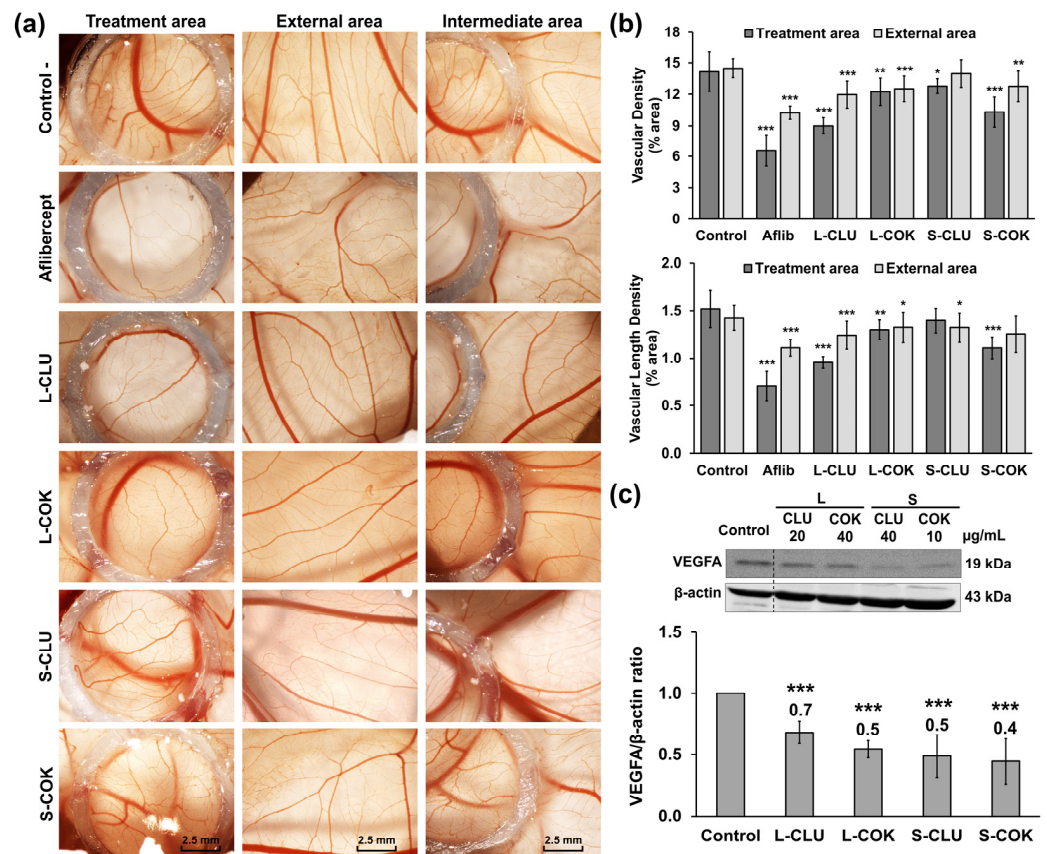 (a)
Treatment area External area Intermediate area
Control -
Aflibercept
L-CLU
L-COK
S-CLU
S-COK
2.5 mm 2.5 mm 2.5 mm
(b)
Treatment area External area
Vascular Density
(% area)
18
15
12
9
6
3
0
*** *** *** *** ** *** * *** **
Control Aflib L-CLU L-COK S-CLU S-COK
Treatment area External area
Vascular Length Density
(% area)
2.0
1.5
1.0
0.5
0.0
*** *** *** *** ** * * ***
Control Aflib L-CLU L-COK S-CLU S-COK
(c)
L S
Control CLU COK CLU COK
20 40 40 10 µg/mL
VEGFA 19 kDa
β-actin 43 kDa
VEGFA/β-actin ratio
1.5
1.0
0.5
0.0
*** *** *** ***
0.7 0.5 0.5 0.4
Control L-CLU L-COK S-CLU S-COK